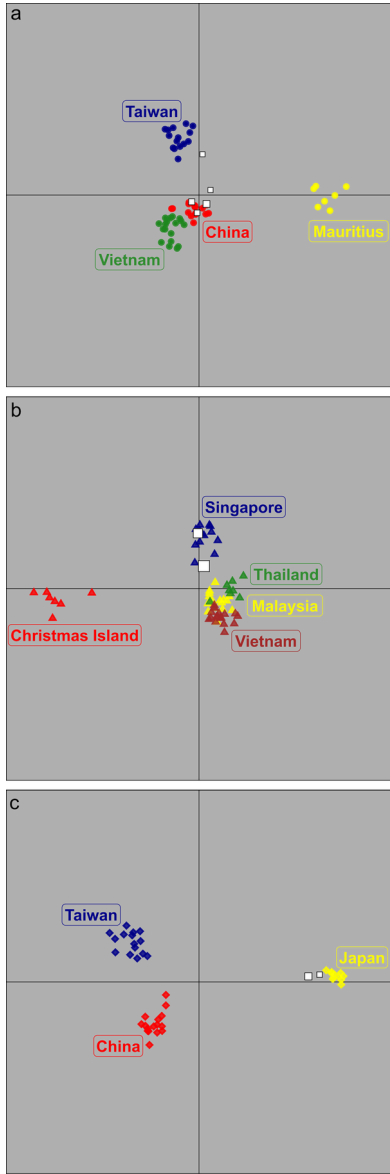 a
Taiwan
China
Mauritius
Vietnam
b
Singapore
Thailand
Malaysia
Christmas Island
Vietnam
c
Taiwan
Japan
China